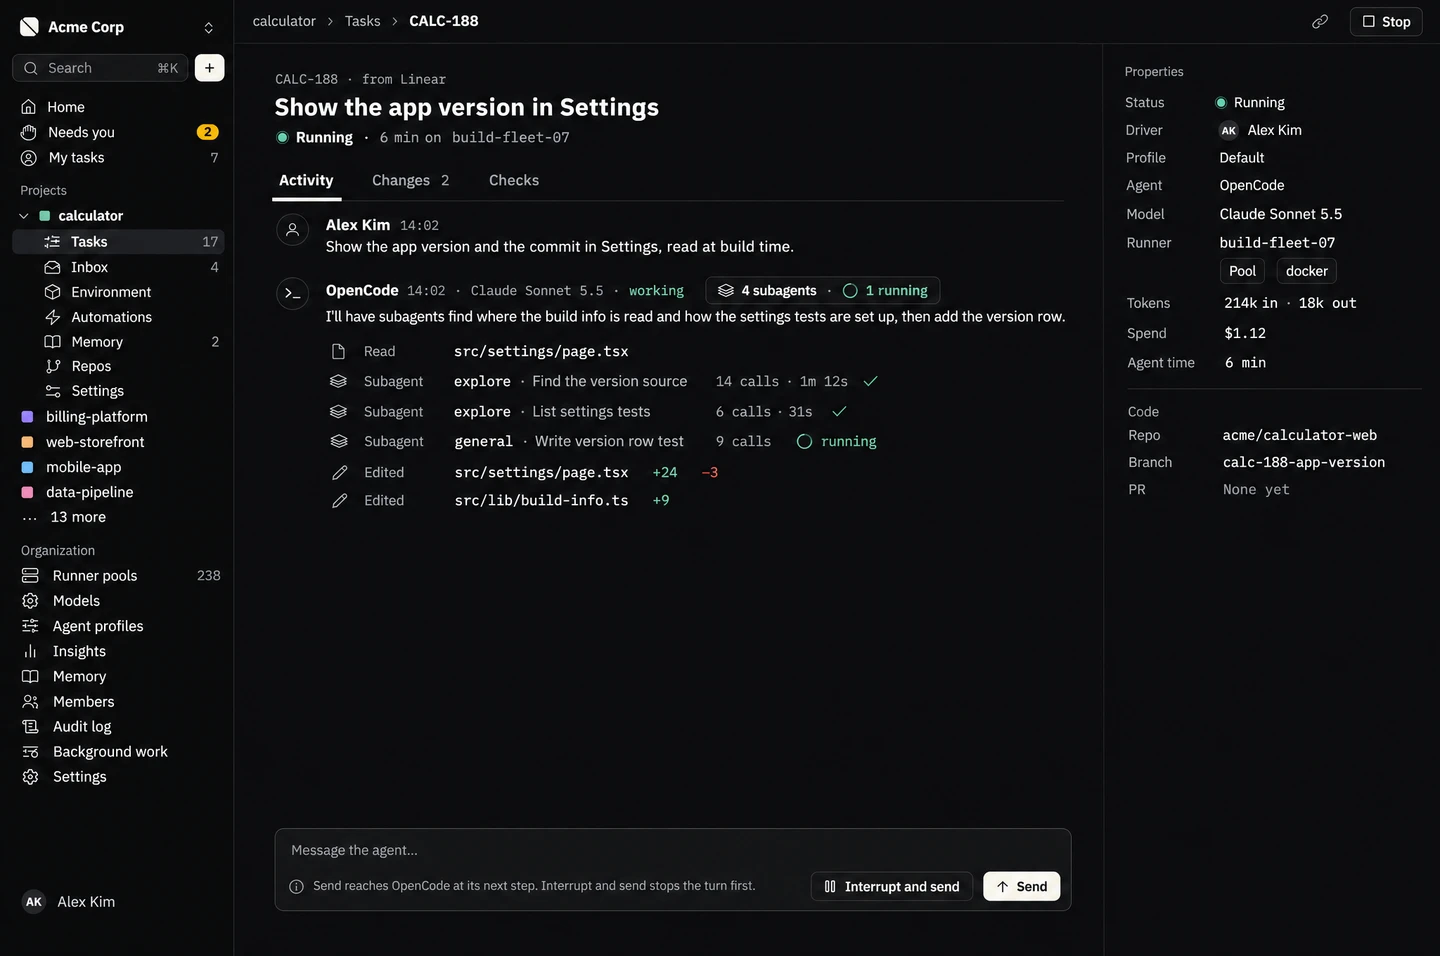 Acme Corp
Search ⌘K +
Home
Needs you 2
My tasks 7
Projects
calculator
Tasks 17
Inbox 4
Environment
Automations
Memory 2
Repos
Settings
billing-platform
web-storefront
mobile-app
data-pipeline
... 13 more
Organization
Runner pools 238
Models
Agent profiles
Insights
Memory
Members
Audit log
Background work
Settings
AK Alex Kim
calculator > Tasks > CALC-188
Stop
CALC-188 · from Linear
Show the app version in Settings
Running · 6 min on build-fleet-07
Activity Changes 2 Checks
Alex Kim 14:02
Show the app version and the commit in Settings, read at build time.
OpenCode 14:02 · Claude Sonnet 5.5 · working 4 subagents · 1 running
I'll have subagents find where the build info is read and how the settings tests are set up, then add the version row.
Read src/settings/page.tsx
Subagent explore · Find the version source 14 calls · 1m 12s ✓
Subagent explore · List settings tests 6 calls · 31s ✓
Subagent general · Write version row test 9 calls running
Edited src/settings/page.tsx +24 −3
Edited src/lib/build-info.ts +9
Message the agent...
Send reaches OpenCode at its next step. Interrupt and send stops the turn first.
Interrupt and send
Send
Properties
Status Running
Driver AK Alex Kim
Profile Default
Agent OpenCode
Model Claude Sonnet 5.5
Runner build-fleet-07
Pool docker
Tokens 214k in · 18k out
Spend $1.12
Agent time 6 min
Code
Repo acme/calculator-web
Branch calc-188-app-version
PR None yet